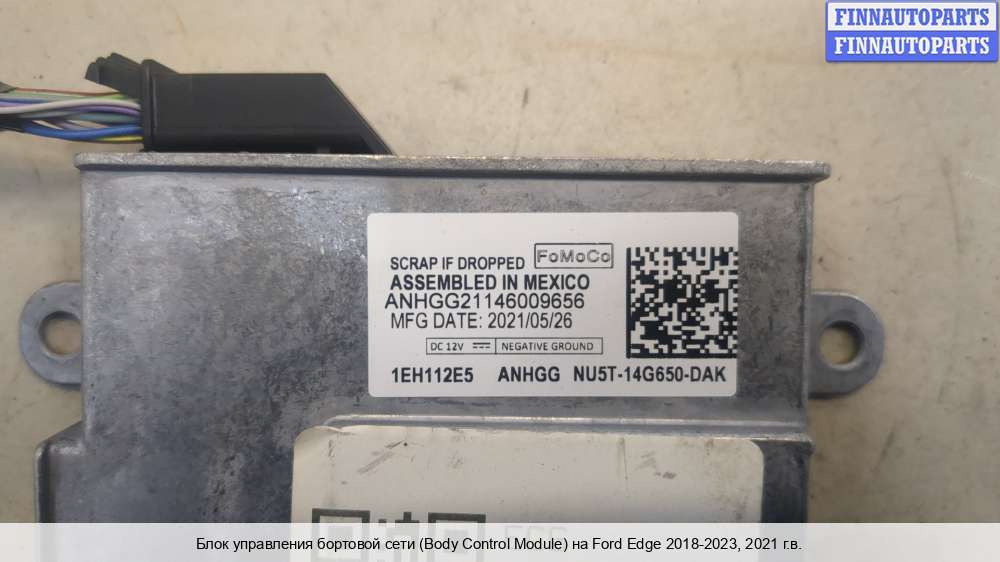 FINNAUTOPARTS
FINNAUTOPARTS
SCRAP IF DROPPED FoMoCo
ASSEMBLED IN MEXICO
ANHGG21146009656
MFG DATE: 2021/05/26
DC 12V NEGATIVE GROUND
1EH112E5 ANHGG NU5T-14G650-DAK
Блок управления бортовой сети (Body Control Module) на Ford Edge 2018-2023, 2021 г.в.